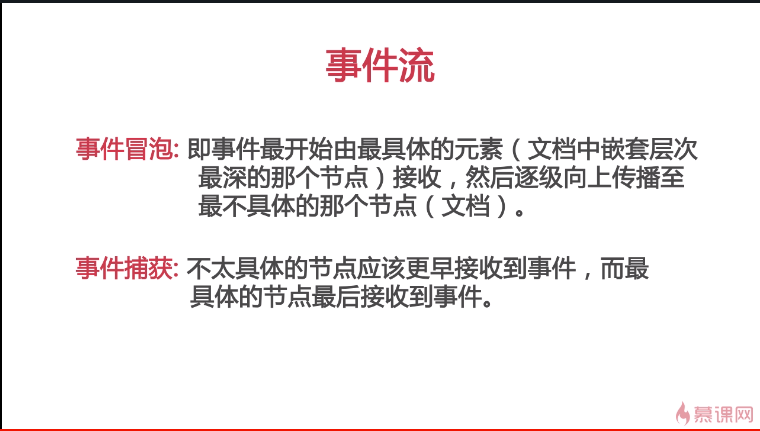 事件流
事件冒泡: 即事件最开始由最具体的元素（文档中嵌套层次
最深的那个节点）接收，然后逐级向上传播至
最不具体的那个节点（文档）。
事件捕获: 不太具体的节点应该更早接收到事件，而最
具体的节点最后接收到事件。
慕课网